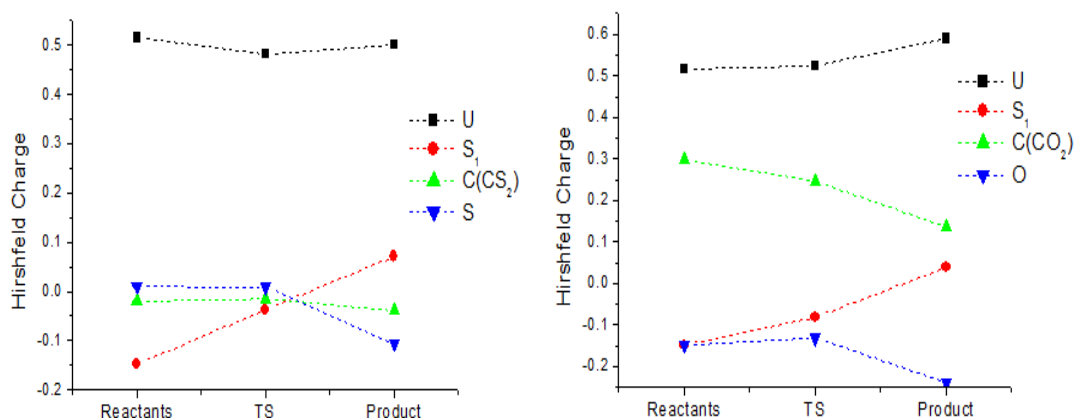 Hirshfeld Charge
0.5
0.4
0.3
0.2
0.1
0.0
-0.1
-0.2
Reactants TS Product
U
S1
C(CS2)
S
Hirshfeld Charge
0.6
0.5
0.4
0.3
0.2
0.1
0.0
-0.1
-0.2
Reactants TS Product
U
S1
C(CO2)
O